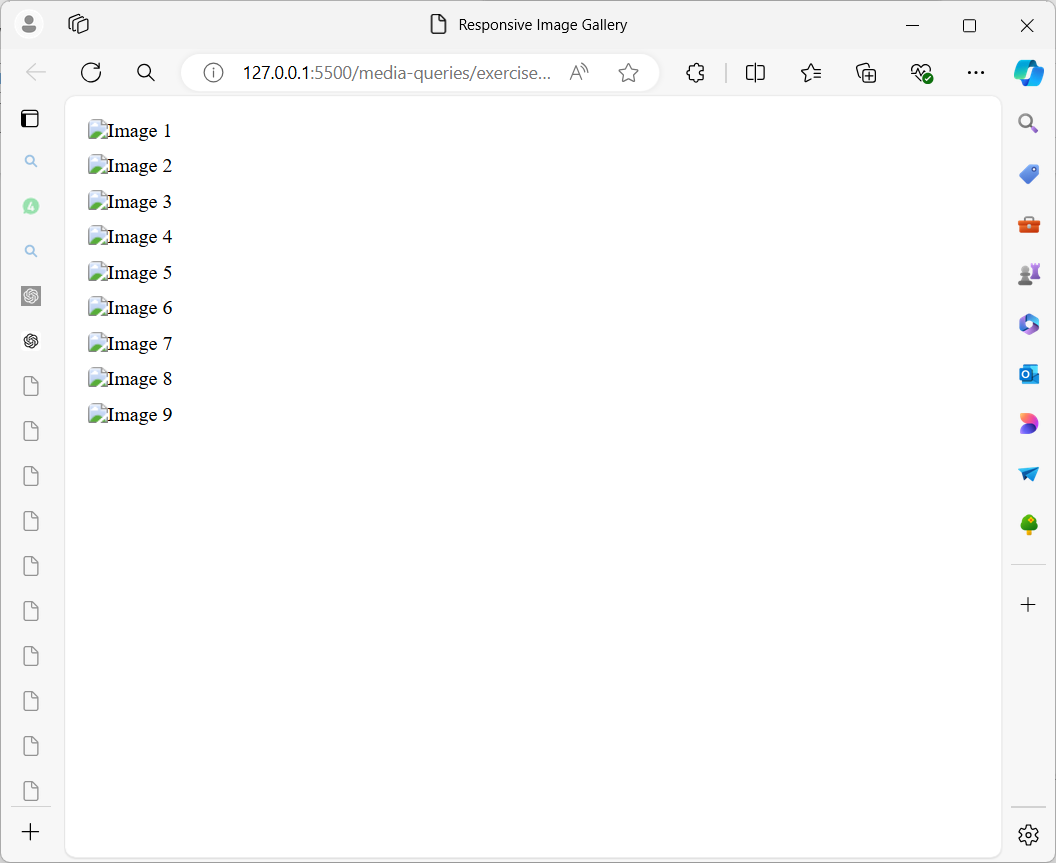 Responsive Image Gallery
127.0.0.1:5500/media-queries/exercise...
A
4
Image 1
Image 2
Image 3
Image 4
Image 5
Image 6
Image 7
Image 8
Image 9